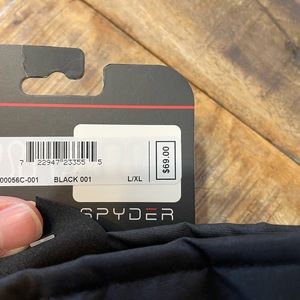 7 22947 23355 5
00056C-001 BLACK 001 L/XL
$69.00
SPYDER